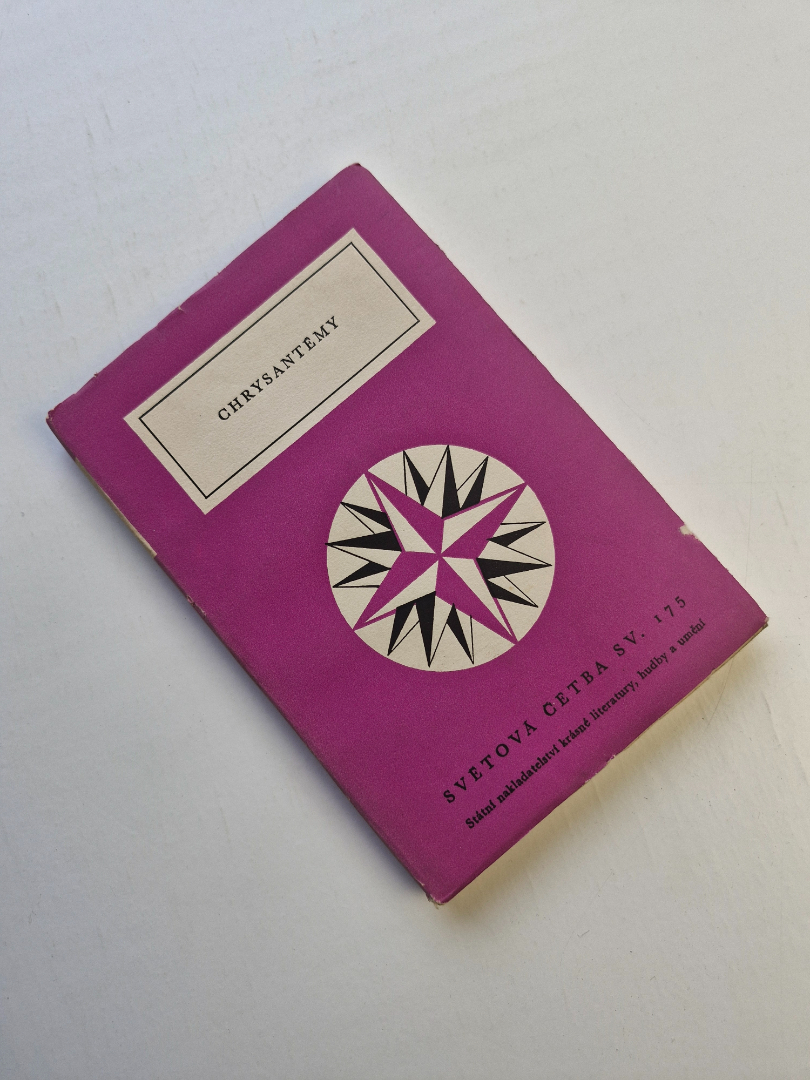 CHRYSANTÉMY
SVĚTOVÁ ČETBA SV. 175
Státní nakladatelství krásné literatury, hudby a umění